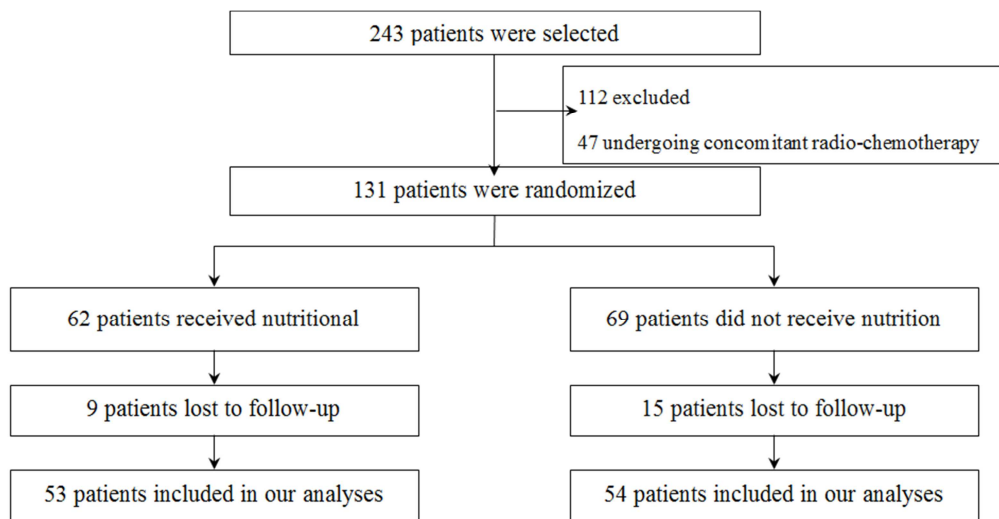 243 patients were selected
112 excluded
47 undergoing concomitant radio-chemotherapy
131 patients were randomized
62 patients received nutritional
69 patients did not receive nutrition
9 patients lost to follow-up
15 patients lost to follow-up
53 patients included in our analyses
54 patients included in our analyses